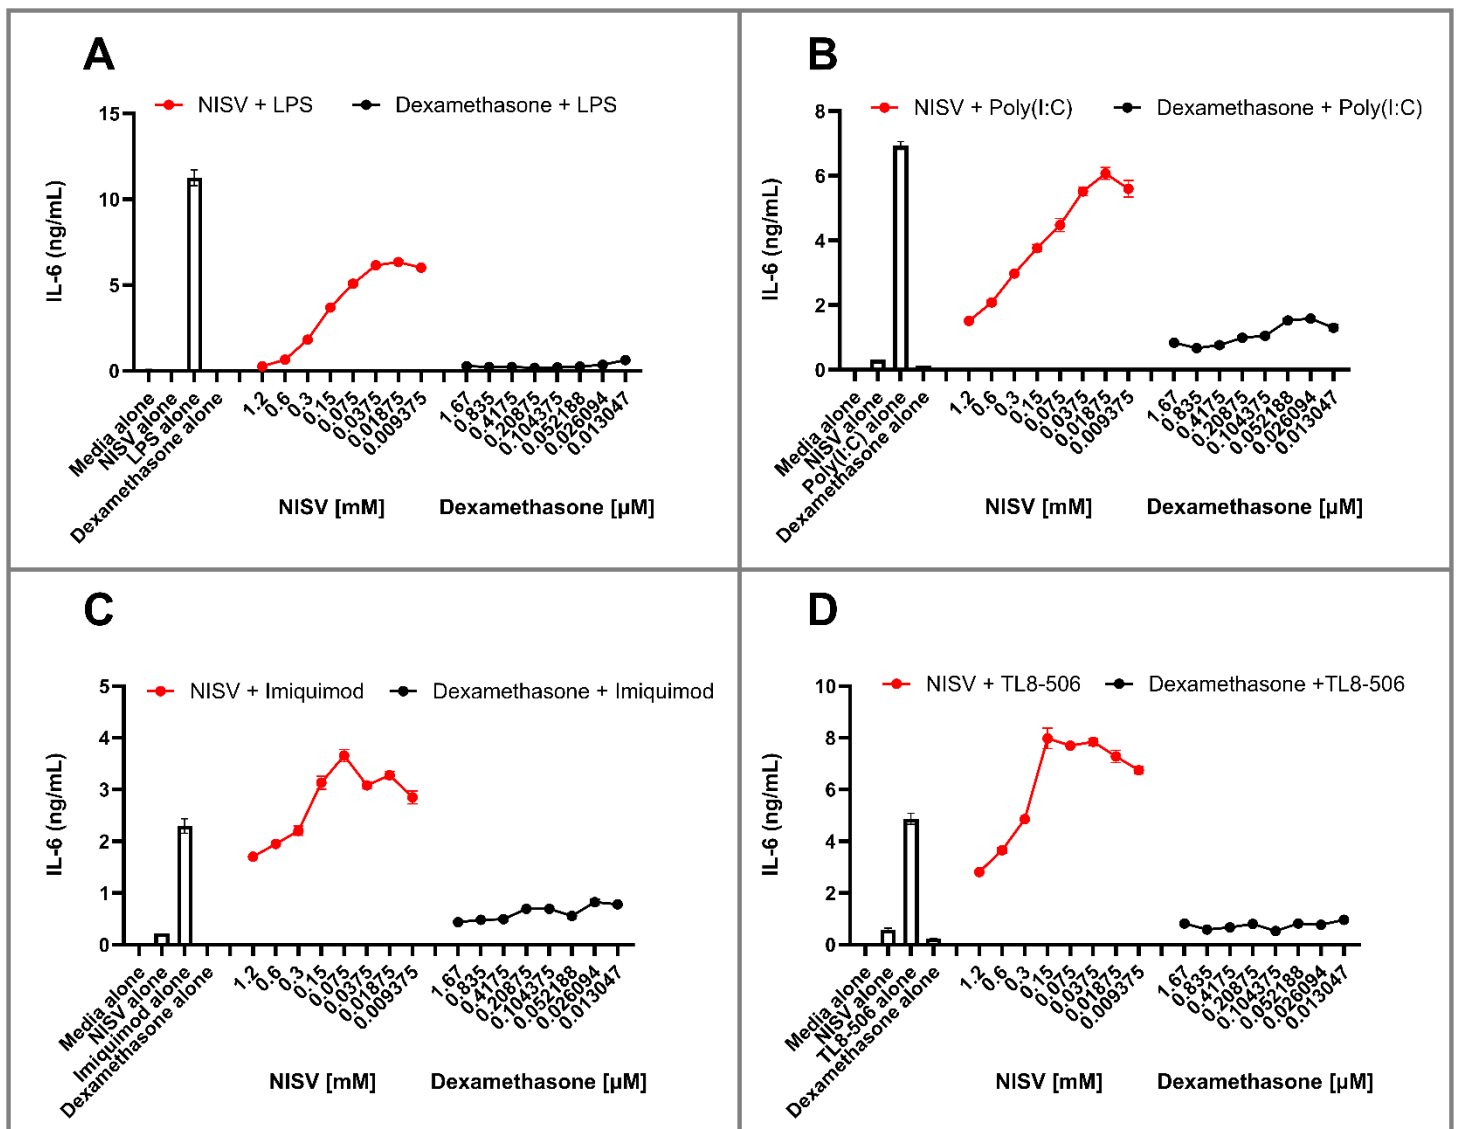 A
NISV + LPS
Dexamethasone + LPS
IL-6 (ng/mL)
15
10
5
0
Media alone
NISV alone
LPS alone
Dexamethasone alone
1.2
0.6
0.3
0.15
0.075
0.0375
0.01875
0.009375
1.67
0.835
0.4175
0.20875
0.104375
0.052188
0.026094
0.013047
NISV [mM]
Dexamethasone [µM]
B
NISV + Poly(I:C)
Dexamethasone + Poly(I:C)
IL-6 (ng/mL)
8
6
4
2
0
Media alone
NISV alone
Poly(I:C) alone
Dexamethasone alone
1.2
0.6
0.3
0.15
0.075
0.0375
0.01875
0.009375
1.67
0.835
0.4175
0.20875
0.104375
0.052188
0.026094
0.013047
NISV [mM]
Dexamethasone [µM]
C
NISV + Imiquimod
Dexamethasone + Imiquimod
IL-6 (ng/mL)
5
4
3
2
1
0
Media alone
NISV alone
Imiquimod alone
Dexamethasone alone
1.2
0.6
0.3
0.15
0.075
0.0375
0.01875
0.009375
1.67
0.835
0.4175
0.20875
0.104375
0.052188
0.026094
0.013047
NISV [mM]
Dexamethasone [µM]
D
NISV + TL8-506
Dexamethasone +TL8-506
IL-6 (ng/mL)
10
8
6
4
2
0
Media alone
NISV alone
TL8-506 alone
Dexamethasone alone
1.2
0.6
0.3
0.15
0.075
0.0375
0.01875
0.009375
1.67
0.835
0.4175
0.20875
0.104375
0.052188
0.026094
0.013047
NISV [mM]
Dexamethasone [µM]